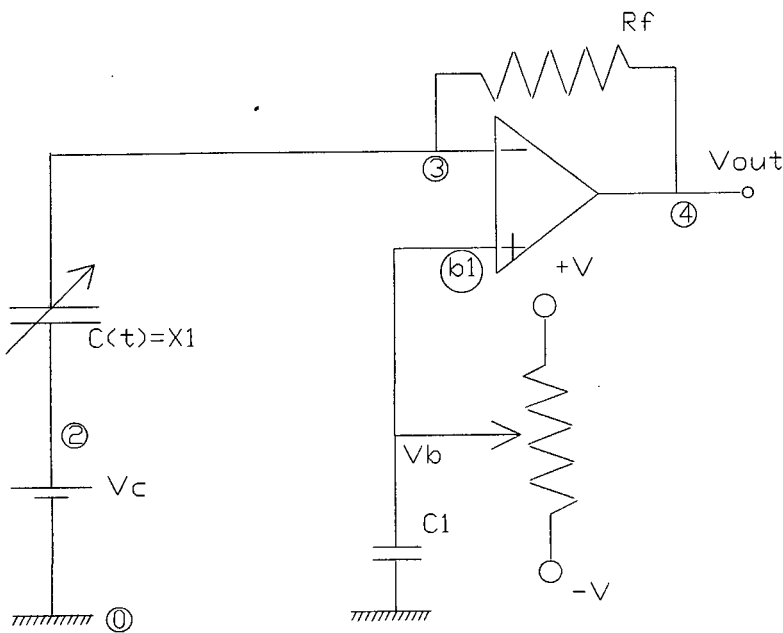 Rf
③
−
Vout
④
b1
+
+V
C(t)=X1
②
Vb
Vc
C1
-V
⓪